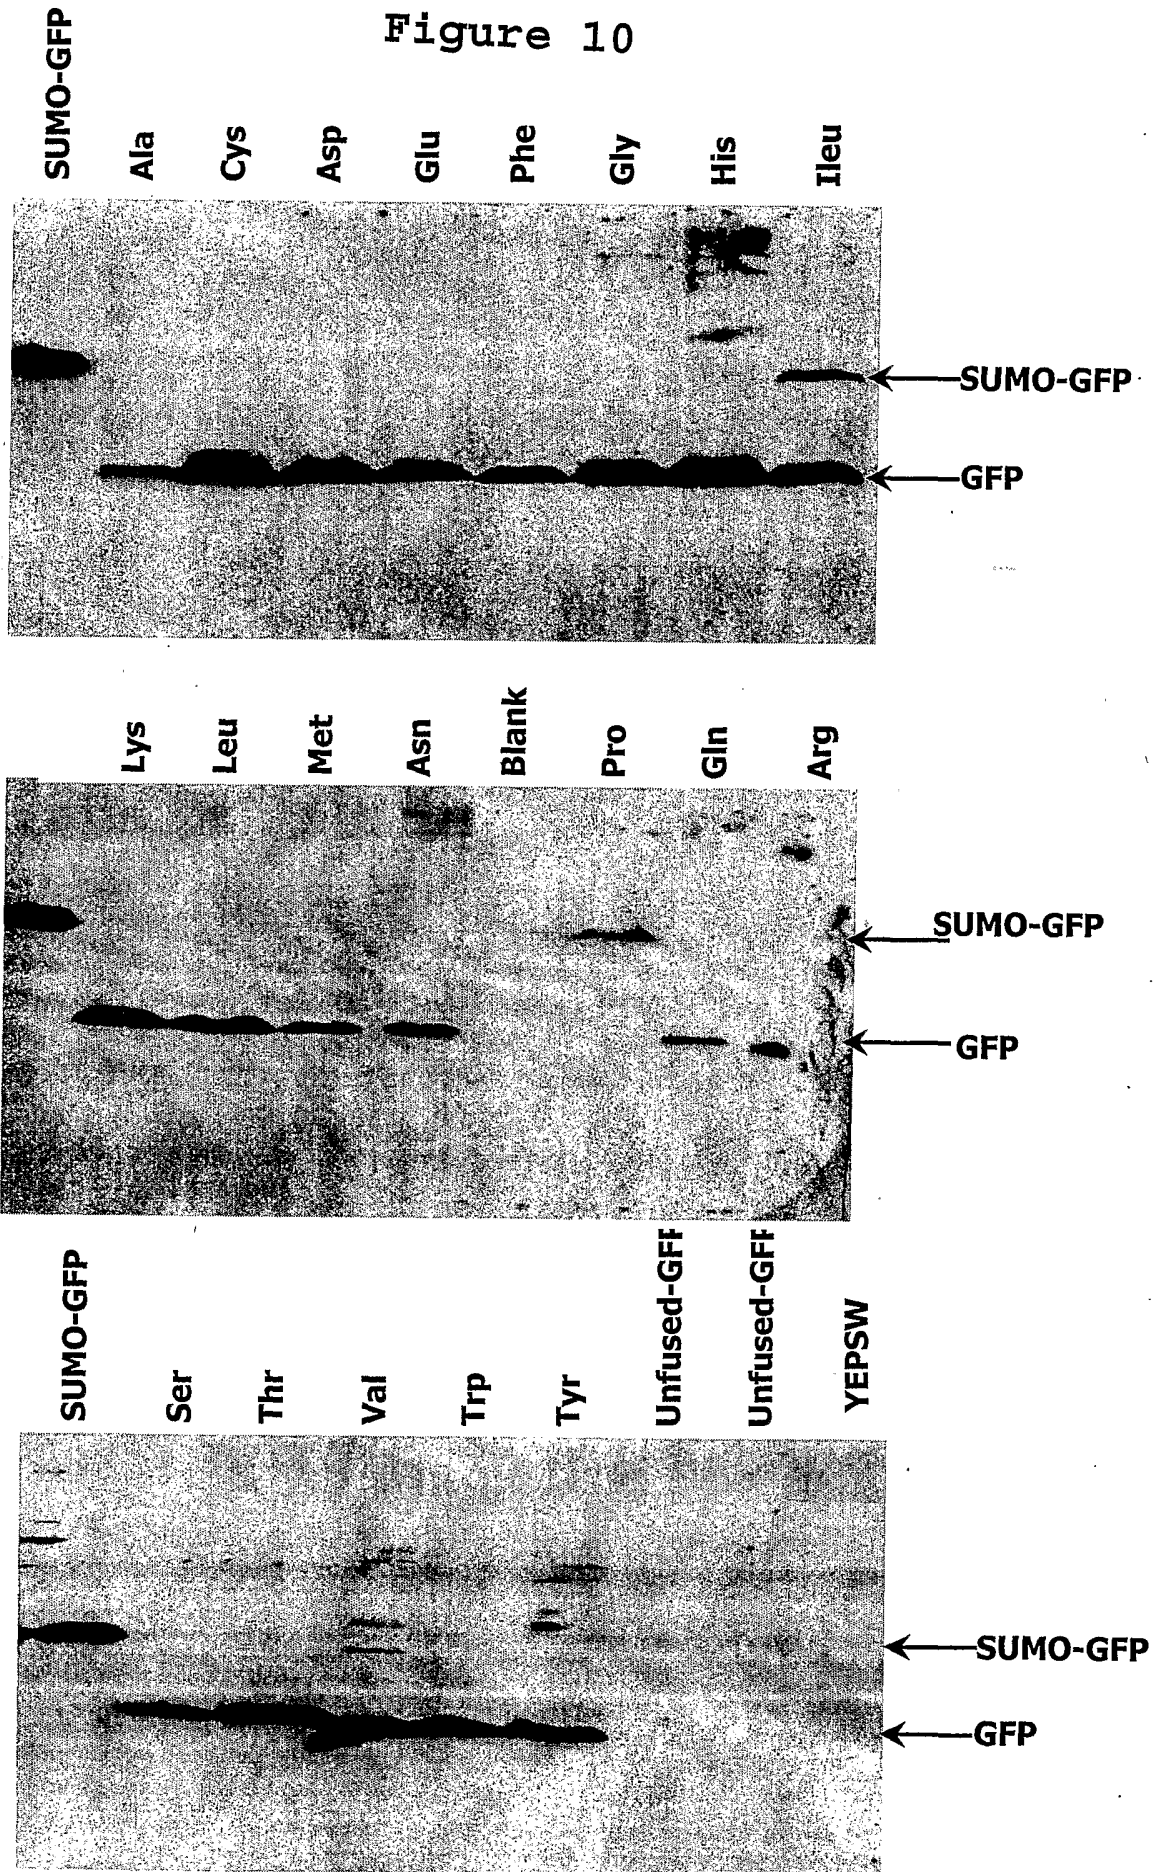 Figure 10
SUMO-GFP
Ala
Cys
Asp
Glu
Phe
Gly
His
Ileu
SUMO-GFP
GFP
Lys
Leu
Met
Asn
Blank
Pro
Gln
Arg
SUMO-GFP
GFP
SUMO-GFP
Ser
Thr
Val
Trp
Tyr
Unfused-GFP
Unfused-GFP
YEPSW
SUMO-GFP
GFP